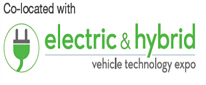 Co-located with
electric & hybrid
vehicle technology expo